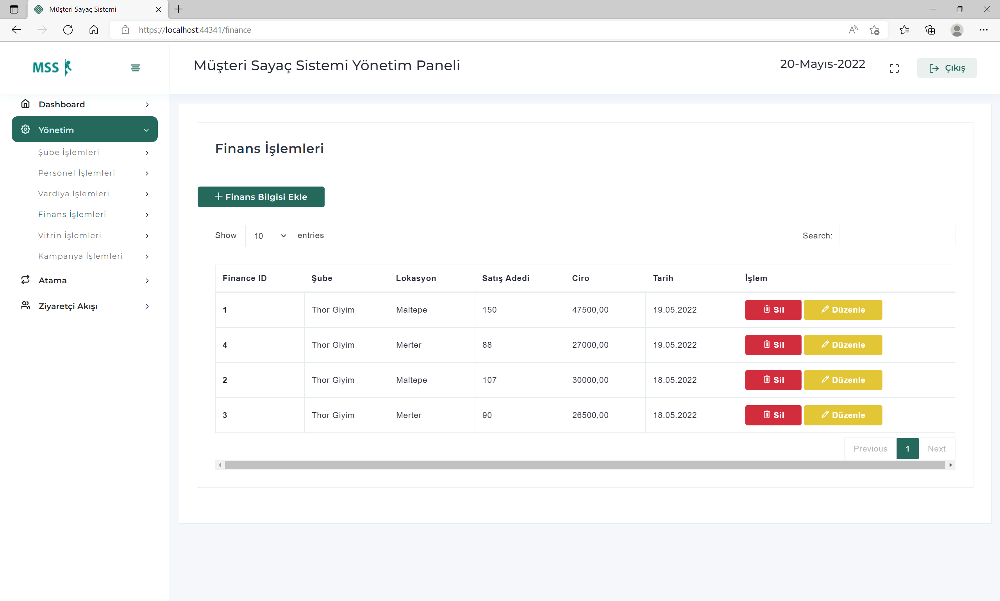 Müşteri Sayaç Sistemi
https://localhost:44341/finance
MSS
Müşteri Sayaç Sistemi Yönetim Paneli
20-Mayıs-2022
Çıkış
Dashboard
Yönetim
Şube İşlemleri
Personel İşlemleri
Vardiya İşlemleri
Finans İşlemleri
Vitrin İşlemleri
Kampanya İşlemleri
Atama
Ziyaretçi Akışı
Finans İşlemleri
Finans Bilgisi Ekle
Show 10 entries
Search:
Finance ID Şube Lokasyon Satış Adedi Ciro Tarih İşlem
1 Thor Giyim Maltepe 150 47500,00 19.05.2022 Sil Düzenle
4 Thor Giyim Merter 88 27000,00 19.05.2022 Sil Düzenle
2 Thor Giyim Maltepe 107 30000,00 18.05.2022 Sil Düzenle
3 Thor Giyim Merter 90 26500,00 18.05.2022 Sil Düzenle
Previous 1 Next